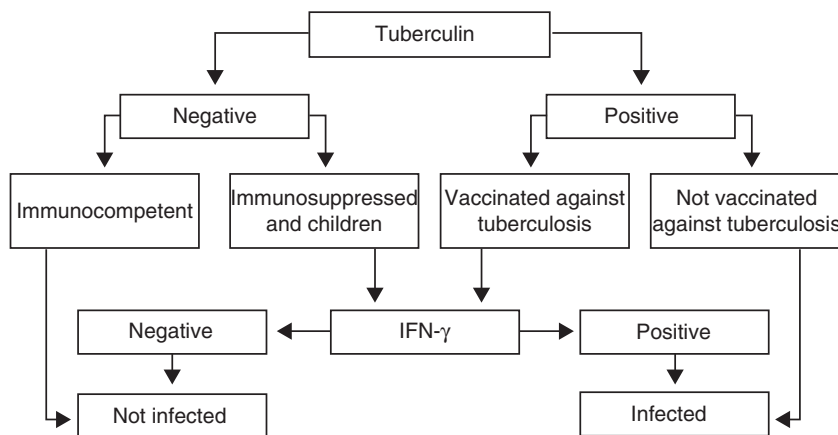 Tuberculin
Negative
Positive
Immunocompetent
Immunosuppressed
and children
Vaccinated against
tuberculosis
Not vaccinated
against tuberculosis
Negative
IFN-γ
Positive
Not infected
Infected